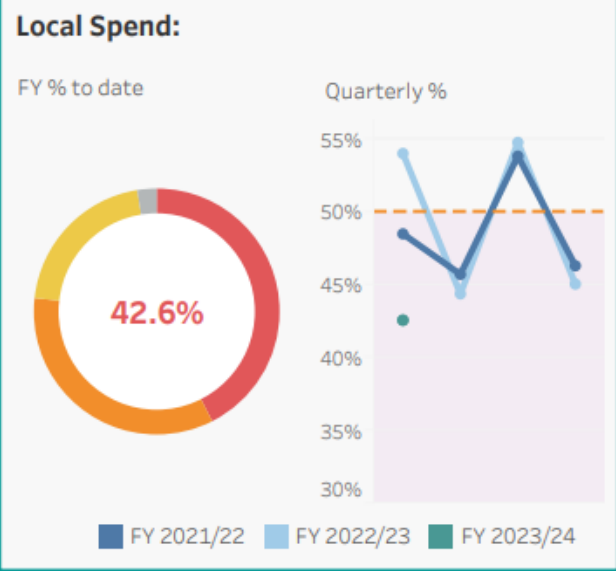 Local Spend:
FY % to date
Quarterly %
55%
50%
45%
40%
35%
30%
42.6%
FY 2021/22
FY 2022/23
FY 2023/24